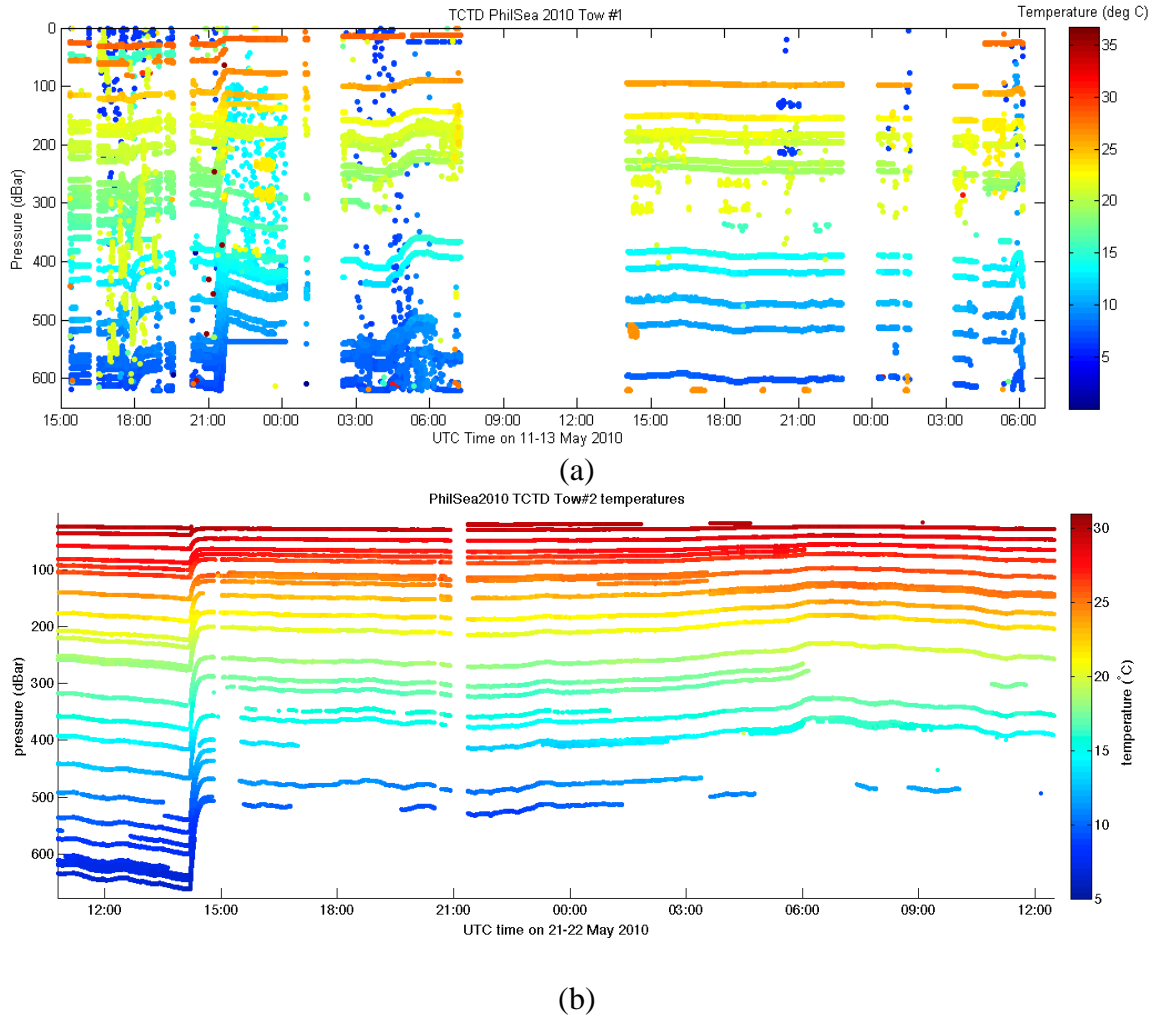 TCTD PhilSea 2010 Tow #1
Temperature (deg C)
0
100
200
300
400
500
600
Pressure (dBar)
15:00 18:00 21:00 00:00 03:00 06:00 09:00 12:00 15:00 18:00 21:00 00:00 03:00 06:00
UTC Time on 11-13 May 2010
35
30
25
20
15
10
5
(a)
PhilSea2010 TCTD Tow#2 temperatures
100
200
300
400
500
600
pressure (dBar)
12:00 15:00 18:00 21:00 00:00 03:00 06:00 09:00 12:00
UTC time on 21-22 May 2010
30
25
20
15
10
5
temperature (°C)
(b)